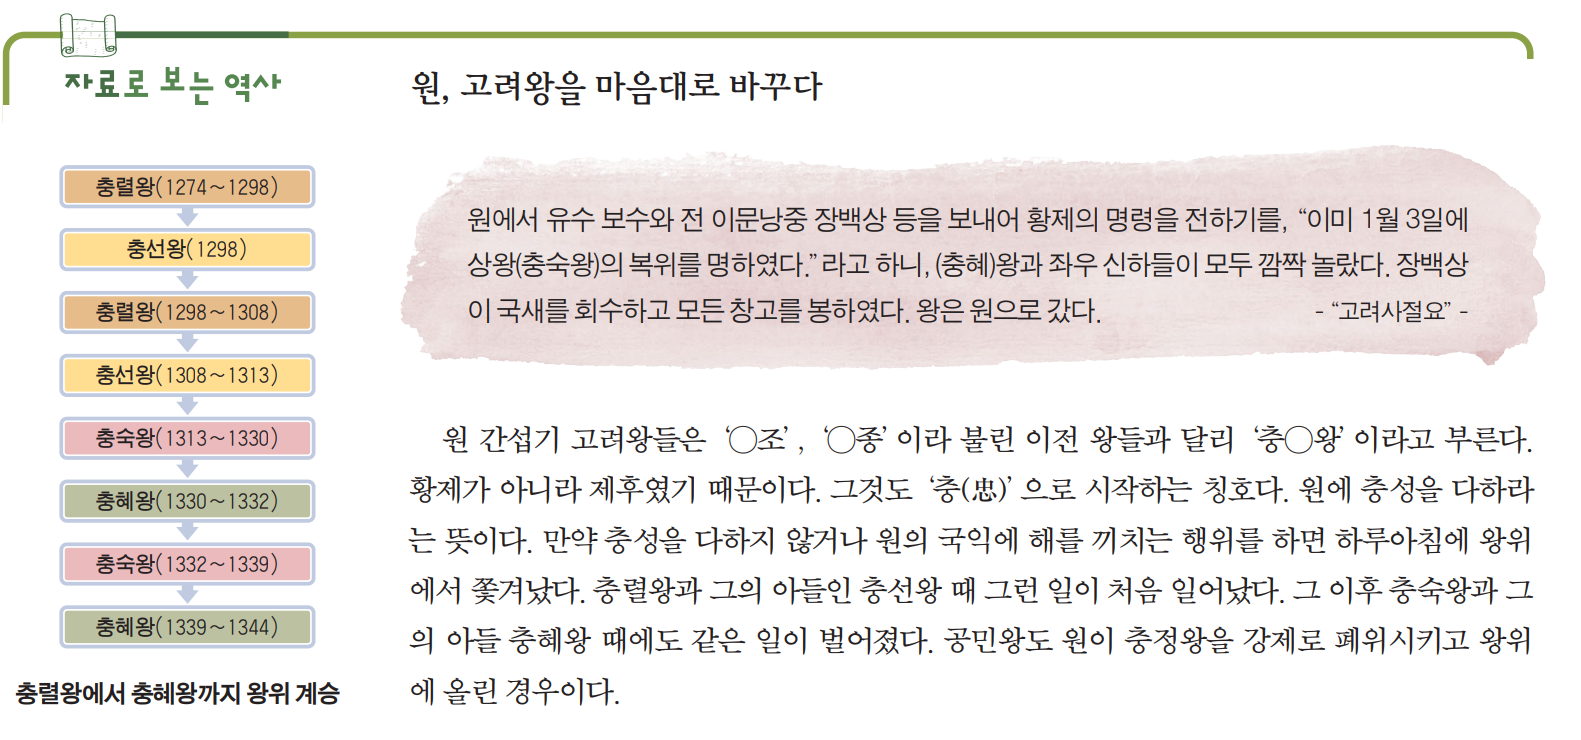 자료로 보는 역사
원, 고려왕을 마음대로 바꾸다
충렬왕(1274~1298)
충선왕(1298)
충렬왕(1298~1308)
충선왕(1308~1313)
충숙왕(1313~1330)
충혜왕(1330~1332)
충숙왕(1332~1339)
충혜왕(1339~1344)
충렬왕에서 충혜왕까지 왕위 계승
원에서 유수 보수와 전 이문낭중 장백상 등을 보내어 황제의 명령을 전하기를, “이미 1월 3일에
상왕(충숙왕)의 복위를 명하였다.” 라고 하니, (충혜)왕과 좌우 신하들이 모두 깜짝 놀랐다. 장백상
이 국새를 회수하고 모든 창고를 봉하였다. 왕은 원으로 갔다. - “고려사절요” -
원 간섭기 고려왕들은 ‘◯조’, ‘◯종’이라 불린 이전 왕들과 달리 ‘충◯왕’이라고 부른다.
황제가 아니라 제후였기 때문이다. 그것도 ‘충(忠)’으로 시작하는 칭호다. 원에 충성을 다하라
는 뜻이다. 만약 충성을 다하지 않거나 원의 국익에 해를 끼치는 행위를 하면 하루아침에 왕위
에서 쫓겨났다. 충렬왕과 그의 아들인 충선왕 때 그런 일이 처음 일어났다. 그 이후 충숙왕과 그
의 아들 충혜왕 때에도 같은 일이 벌어졌다. 공민왕도 원이 충정왕을 강제로 폐위시키고 왕위
에 올린 경우이다.